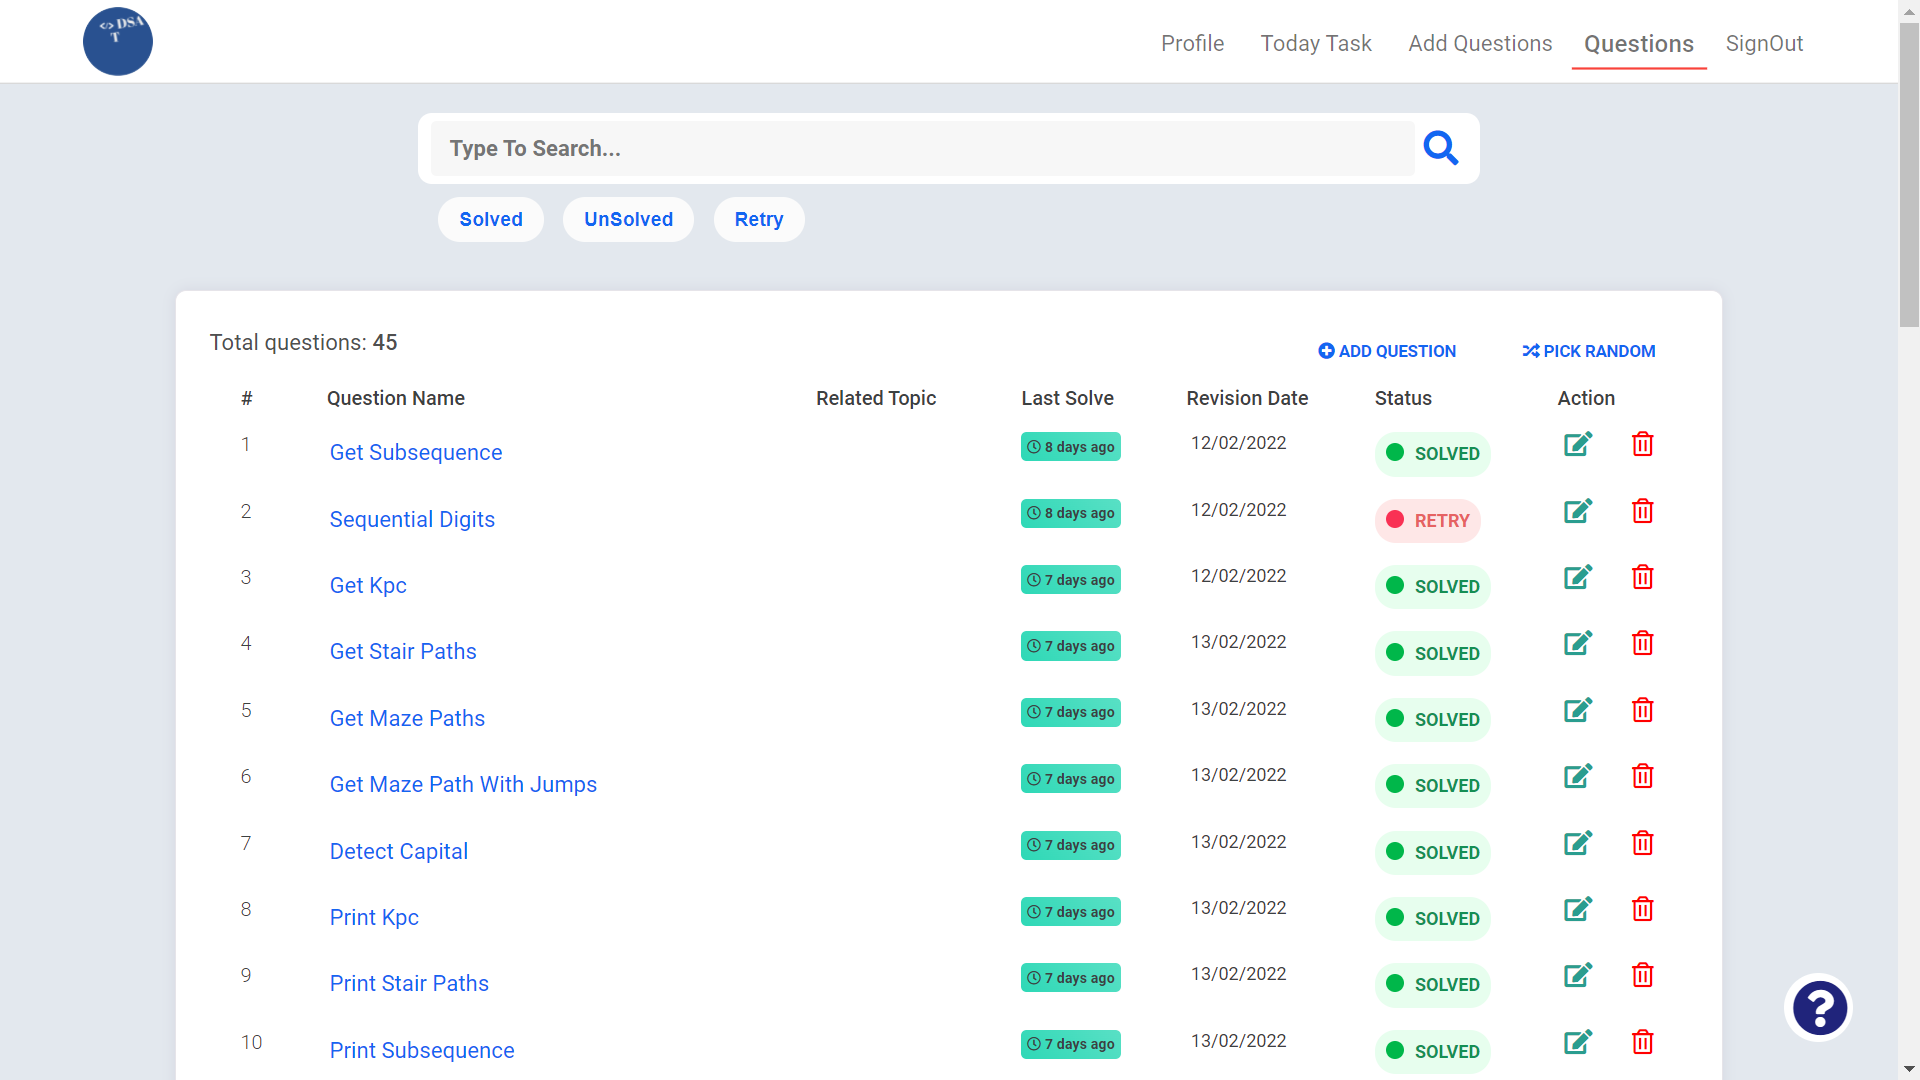 </> DSA
T
Profile Today Task Add Questions Questions SignOut
Type To Search...
Solved UnSolved Retry
Total questions: 45
ADD QUESTION PICK RANDOM
# Question Name Related Topic Last Solve Revision Date Status Action
1 Get Subsequence 8 days ago 12/02/2022 SOLVED
2 Sequential Digits 8 days ago 12/02/2022 RETRY
3 Get Kpc 7 days ago 12/02/2022 SOLVED
4 Get Stair Paths 7 days ago 13/02/2022 SOLVED
5 Get Maze Paths 7 days ago 13/02/2022 SOLVED
6 Get Maze Path With Jumps 7 days ago 13/02/2022 SOLVED
7 Detect Capital 7 days ago 13/02/2022 SOLVED
8 Print Kpc 7 days ago 13/02/2022 SOLVED
9 Print Stair Paths 7 days ago 13/02/2022 SOLVED
10 Print Subsequence 7 days ago 13/02/2022 SOLVED
?